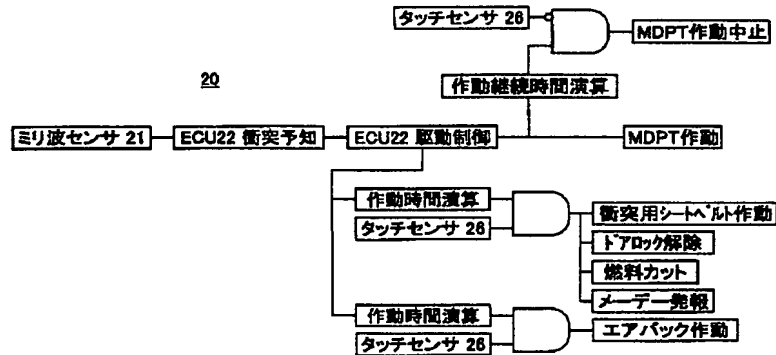 タッチセンサ 26
MDPT作動中止
20
作動継続時間演算
ミリ波センサ 21
ECU22 衝突予知
ECU22 駆動制御
MDPT作動
作動時間演算
タッチセンサ 26
衝突用シートベルト作動
ドアロック解除
燃料カット
メーデー発報
作動時間演算
タッチセンサ 26
エアバック作動